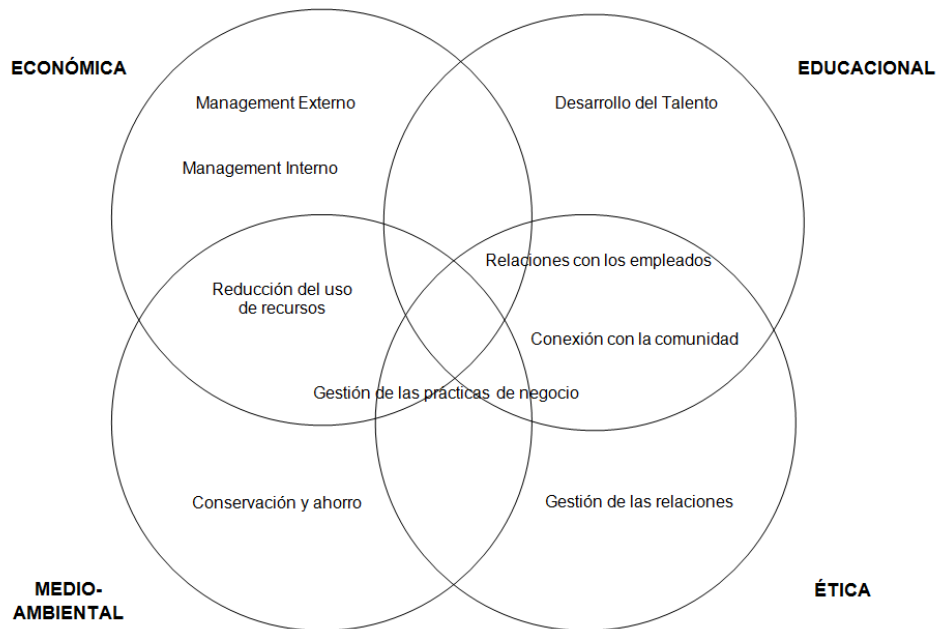 ECONÓMICA
EDUCACIONAL
Management Externo
Desarrollo del Talento
Management Interno
Relaciones con los empleados
Reducción del uso
de recursos
Conexión con la comunidad
Gestión de las prácticas de negocio
Conservación y ahorro
Gestión de las relaciones
MEDIO-
AMBIENTAL
ÉTICA